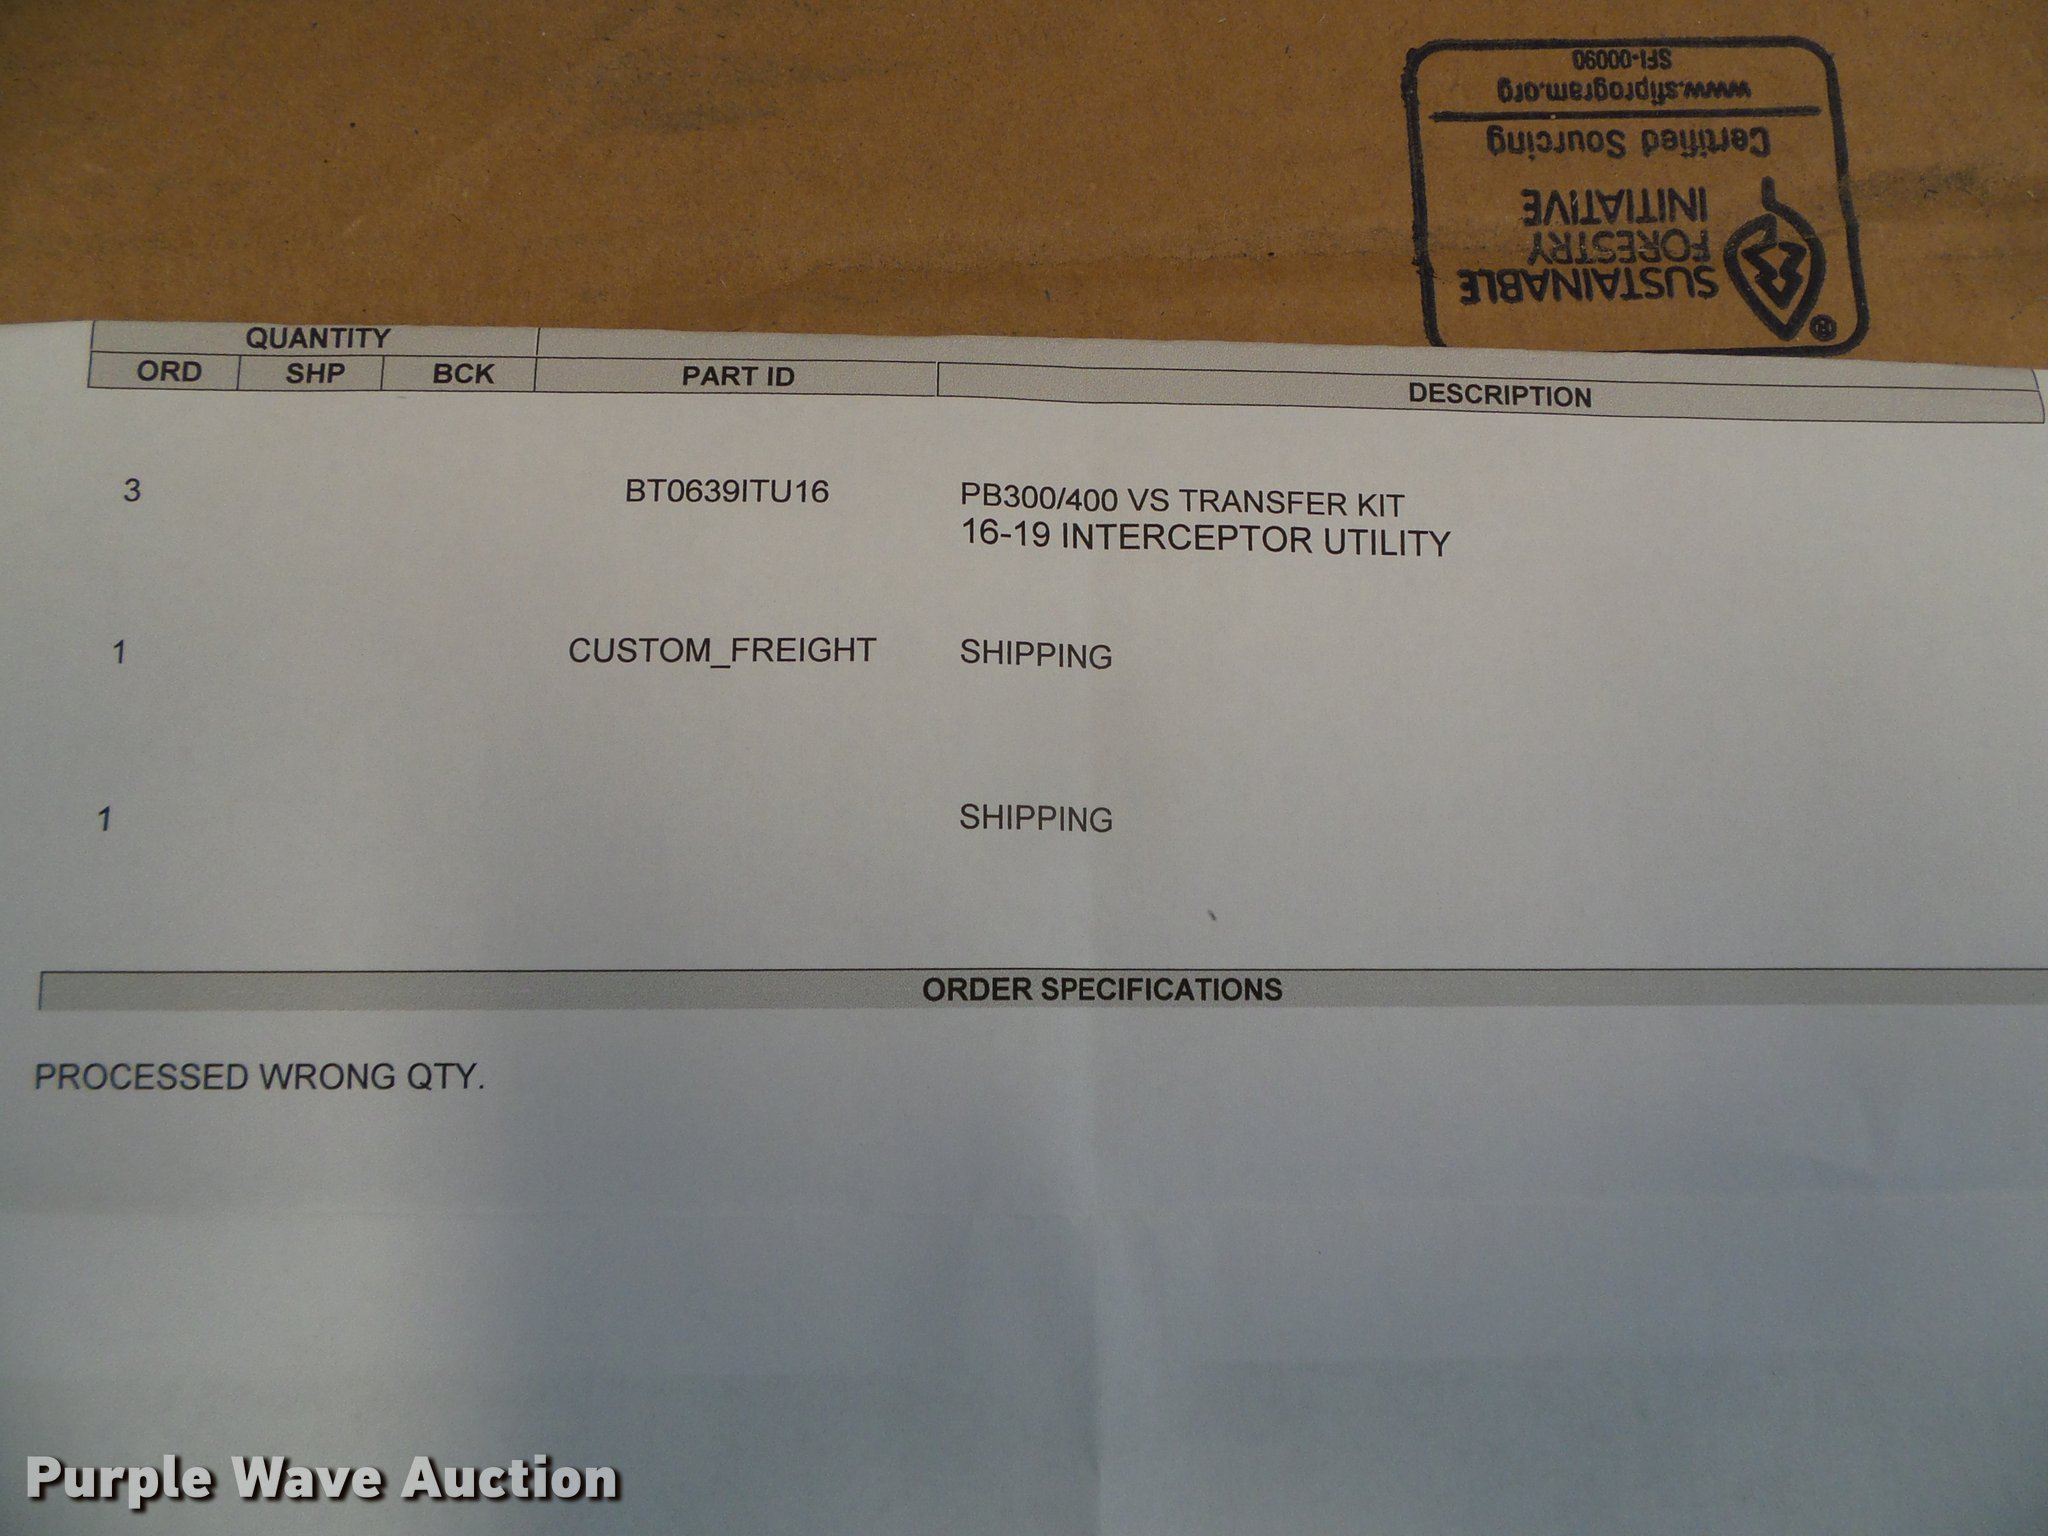 SFI-00090
www.sfiprogram.org
Certified Sourcing
SUSTAINABLE
FORESTRY
INITIATIVE
®
QUANTITY
ORD SHP BCK PART ID DESCRIPTION
3 BT0639ITU16 PB300/400 VS TRANSFER KIT
16-19 INTERCEPTOR UTILITY
1 CUSTOM_FREIGHT SHIPPING
1 SHIPPING
ORDER SPECIFICATIONS
PROCESSED WRONG QTY.
Purple Wave Auction